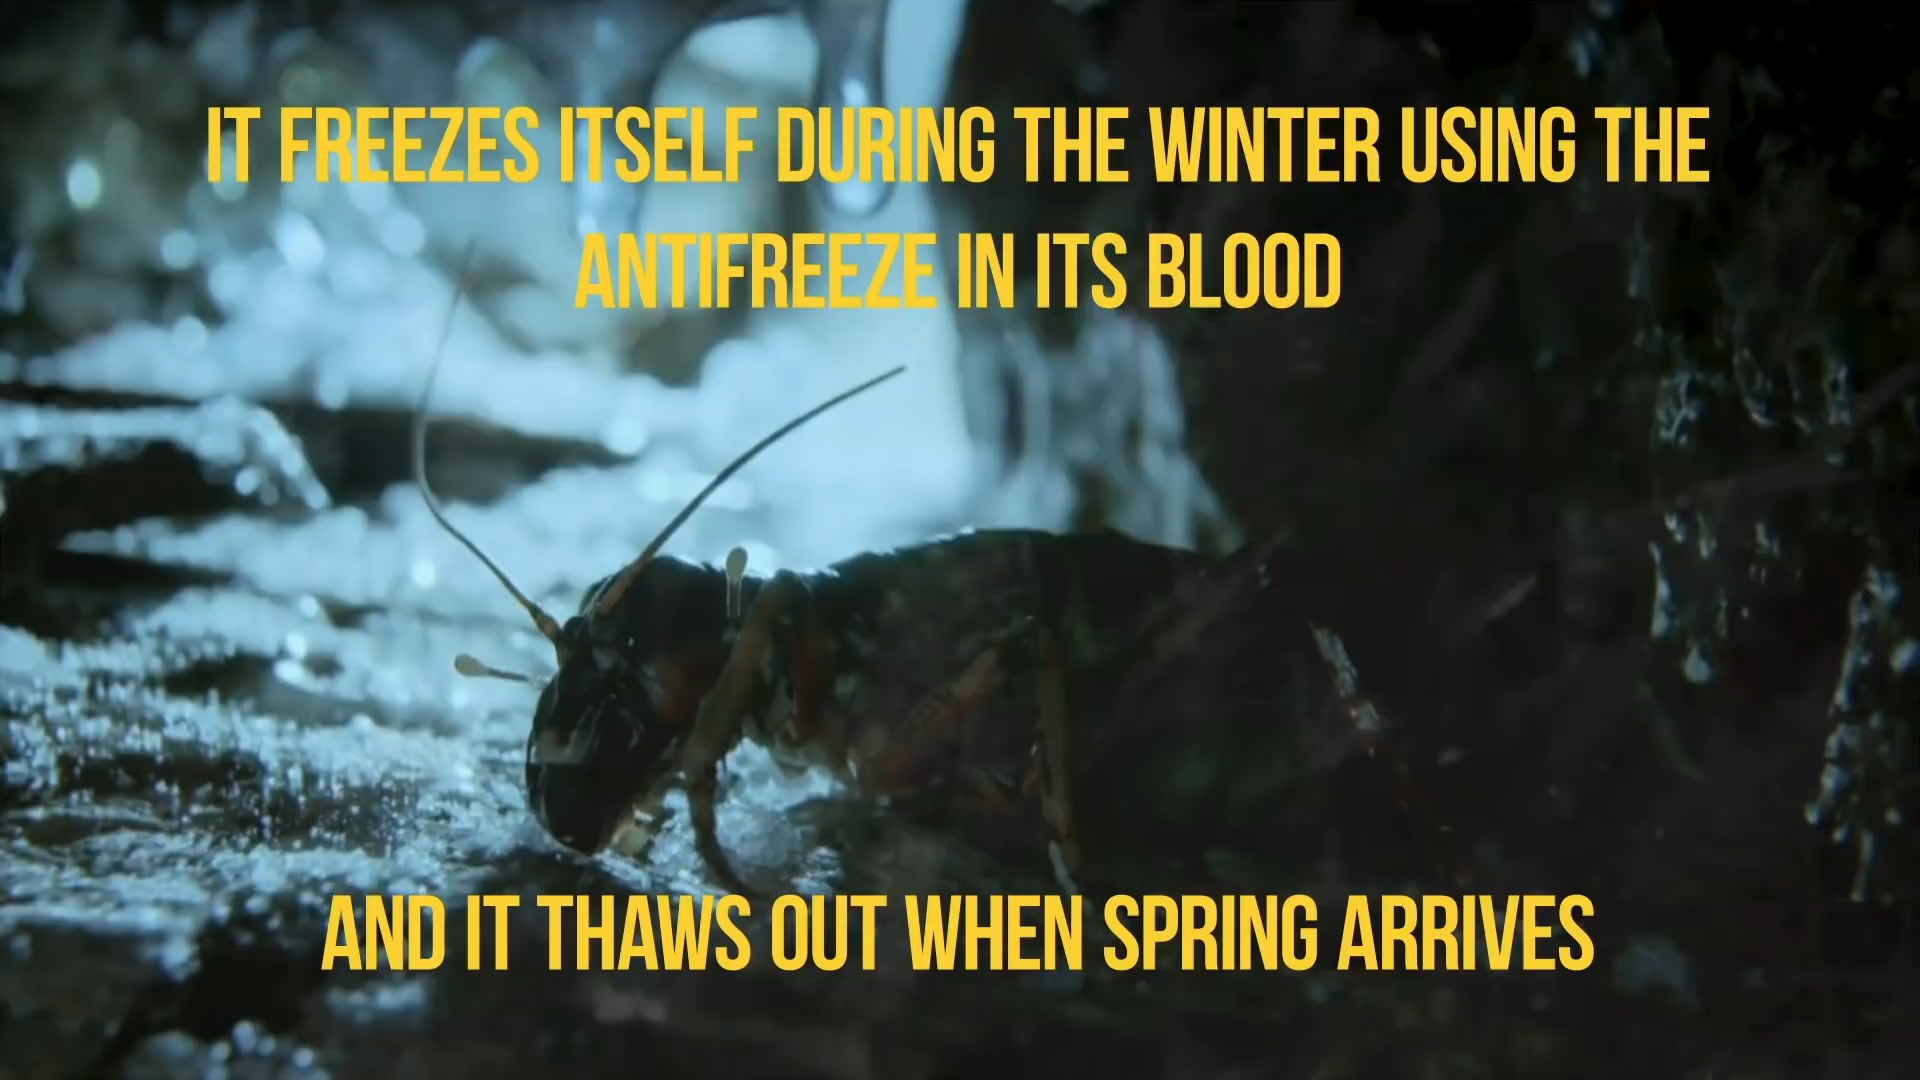 IT FREEZES ITSELF DURING THE WINTER USING THE
ANTIFREEZE IN ITS BLOOD
AND IT THAWS OUT WHEN SPRING ARRIVES